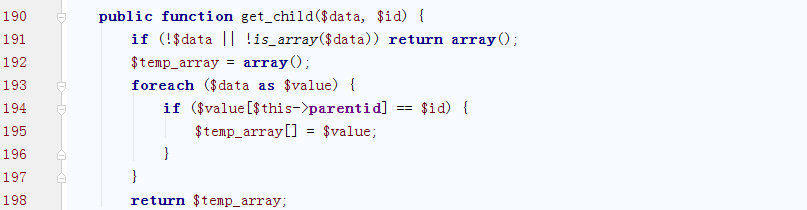 190 public function get_child($data, $id) {
191 if (!$data || !is_array($data)) return array();
192 $temp_array = array();
193 foreach ($data as $value) {
194 if ($value[$this->parentid] == $id) {
195 $temp_array[] = $value;
196 }
197 }
198 return $temp_array;